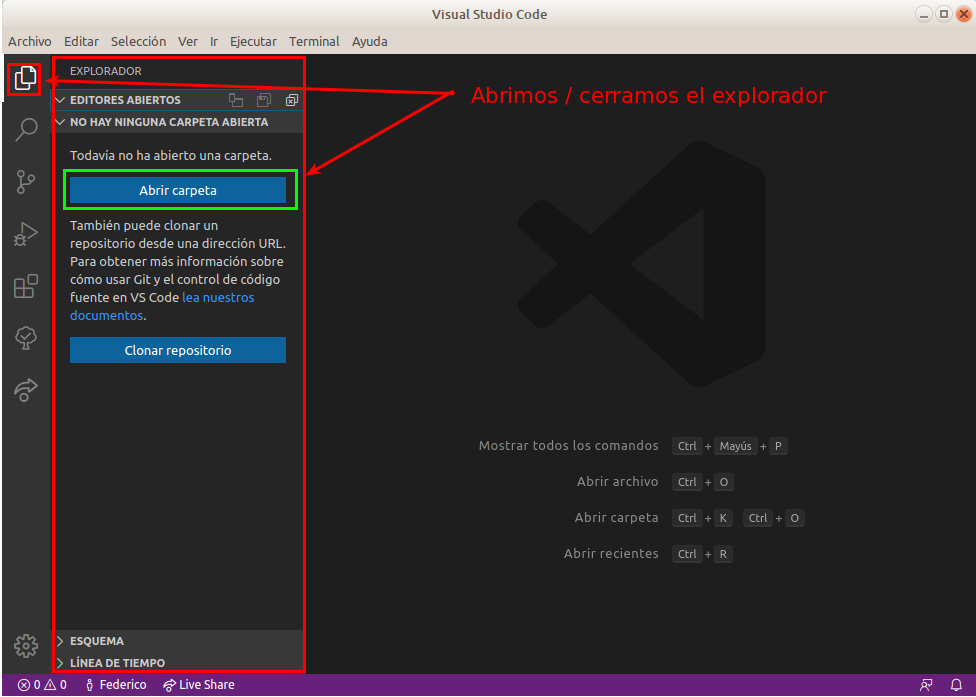 Visual Studio Code
Archivo Editar Selección Ver Ir Ejecutar Terminal Ayuda
EXPLORADOR
EDITORES ABIERTOS
NO HAY NINGUNA CARPETA ABIERTA
Todavía no ha abierto una carpeta.
Abrir carpeta
También puede clonar un
repositorio desde una dirección URL.
Para obtener más información sobre
cómo usar Git y el control de código
fuente en VS Code lea nuestros
documentos.
Clonar repositorio
ESQUEMA
LÍNEA DE TIEMPO
Abrimos / cerramos el explorador
Mostrar todos los comandos Ctrl + Mayús + P
Abrir archivo Ctrl + O
Abrir carpeta Ctrl + K Ctrl + O
Abrir recientes Ctrl + R
0 0 Federico Live Share